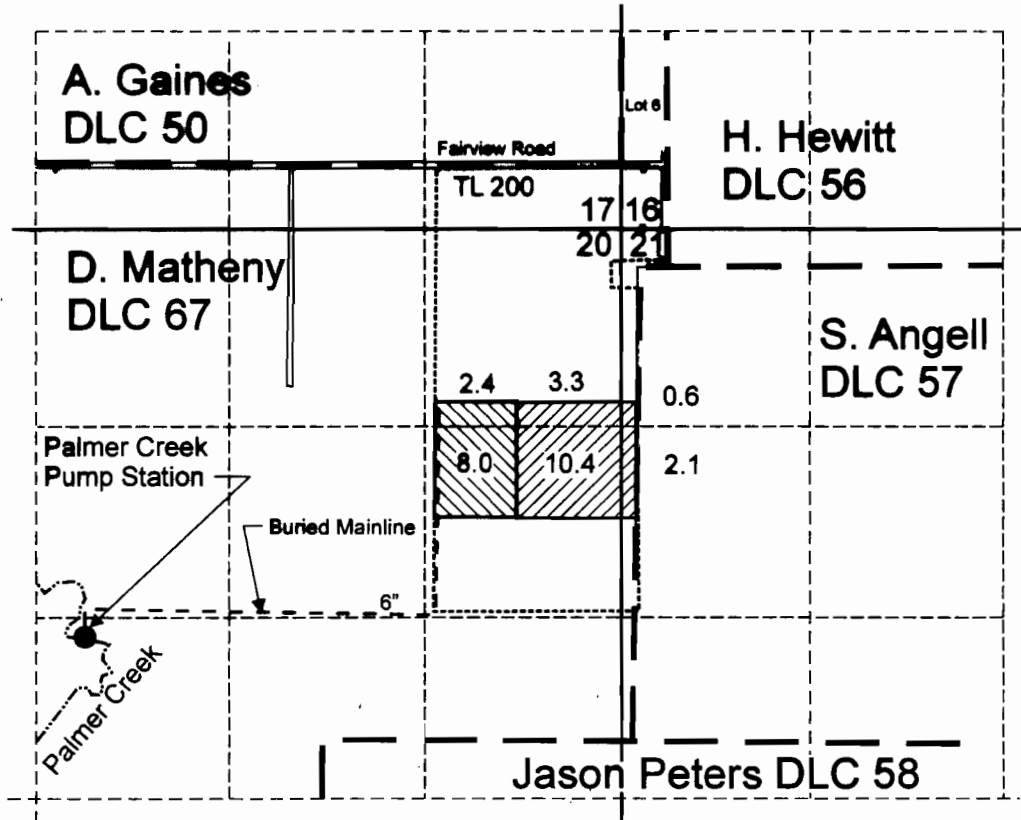 A. Gaines
DLC 50
Lot 6
H. Hewitt
DLC 56
Fairview Road
TL 200
17 16
20 21
D. Matheny
DLC 67
S. Angell
DLC 57
2.4
3.3
0.6
8.0
10.4
2.1
Palmer Creek
Pump Station
Buried Mainline
6"
Palmer Creek
Jason Peters DLC 58